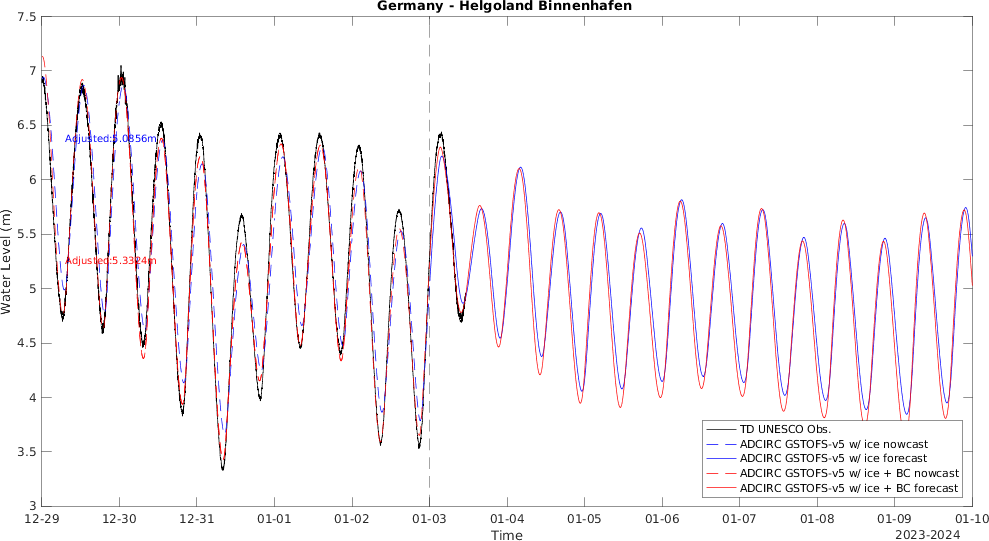 Germany - Helgoland Binnenhafen
7.5
7
6.5
6
5.5
5
4.5
4
3.5
3
Water Level (m)
Adjusted:5.0856m
Adjusted:5.3324m
TD UNESCO Obs.
ADCIRC GSTOFS-v5 w/ ice nowcast
ADCIRC GSTOFS-v5 w/ ice forecast
ADCIRC GSTOFS-v5 w/ ice + BC nowcast
ADCIRC GSTOFS-v5 w/ ice + BC forecast
12-29 12-30 12-31 01-01 01-02 01-03 01-04 01-05 01-06 01-07 01-08 01-09 01-10
Time
2023-2024